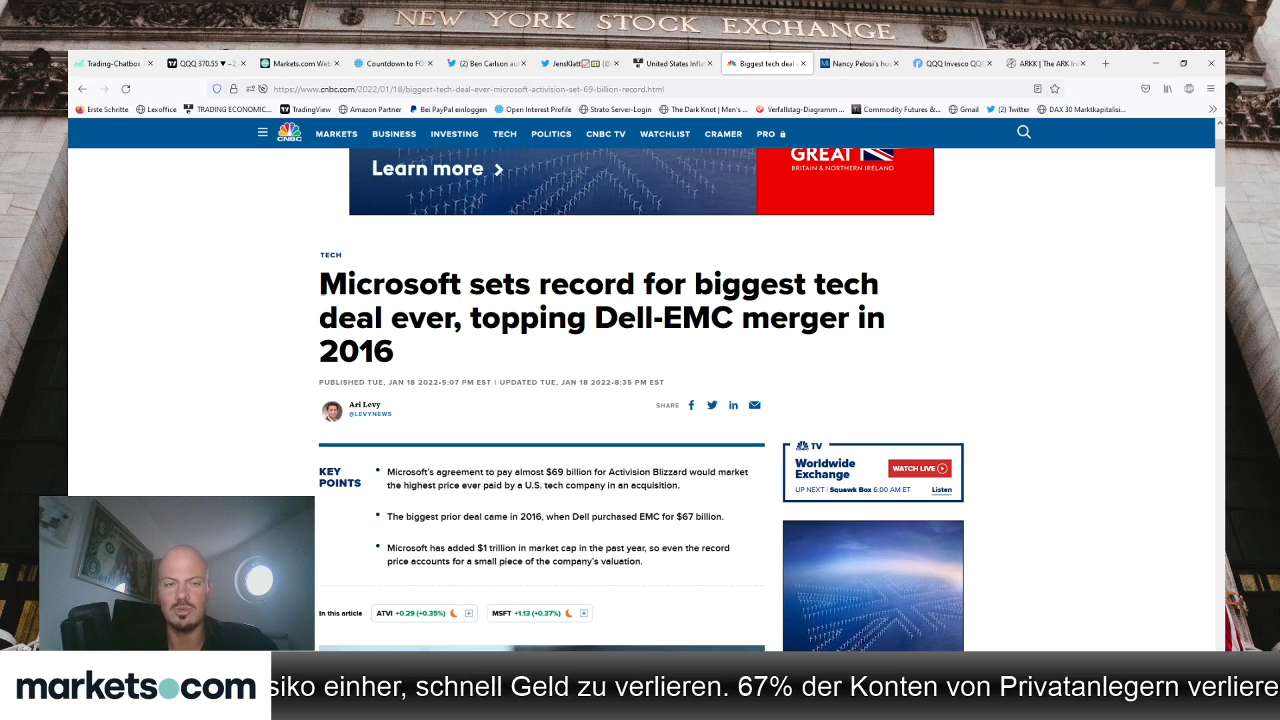 NEW YORK STOCK EXCHANGE
Trading-Chatbox
QQQ 370.55 ▼ −2.
Markets.com Web
Countdown to FO
(2) Ben Carlson au
(2) JensKlatt
United States Infla
Biggest tech deal
Nancy Pelosi's hu
QQQ Invesco QQQ
ARKK | The ARK In
https://www.cnbc.com/2022/01/18/biggest-tech-deal-ever-microsoft-activision-set-69-billion-record.html
Erste Schritte
Lexoffice
TRADING ECONOMIC...
TradingView
Amazon Partner
Bei PayPal einloggen
Open Interest Profile
Strato Server-Login
The Dark Knot | Men's ...
Verfallstag-Diagramm ...
Commodity Futures &...
Gmail
(2) Twitter
DAX 30 Marktkapitalisi...
CNBC
MARKETS BUSINESS INVESTING TECH POLITICS CNBC TV WATCHLIST CRAMER PRO
Learn more
GREAT
BRITAIN & NORTHERN IRELAND
TECH
Microsoft sets record for biggest tech
deal ever, topping Dell-EMC merger in
2016
PUBLISHED TUE, JAN 18 2022•5:07 PM EST | UPDATED TUE, JAN 18 2022•8:35 PM EST
Ari Levy
@LEVYNEWS
SHARE
KEY
POINTS
Microsoft's agreement to pay almost $69 billion for Activision Blizzard would market
the highest price ever paid by a U.S. tech company in an acquisition.
The biggest prior deal came in 2016, when Dell purchased EMC for $67 billion.
Microsoft has added $1 trillion in market cap in the past year, so even the record
price accounts for a small piece of the company's valuation.
In this article
ATVI +0.29 (+0.35%)
MSFT +1.13 (+0.37%)
TV
Worldwide
Exchange
WATCH LIVE
UP NEXT | Squawk Box 6:00 AM ET
Listen
markets.com
siko einher, schnell Geld zu verlieren. 67% der Konten von Privatanlegern verliere